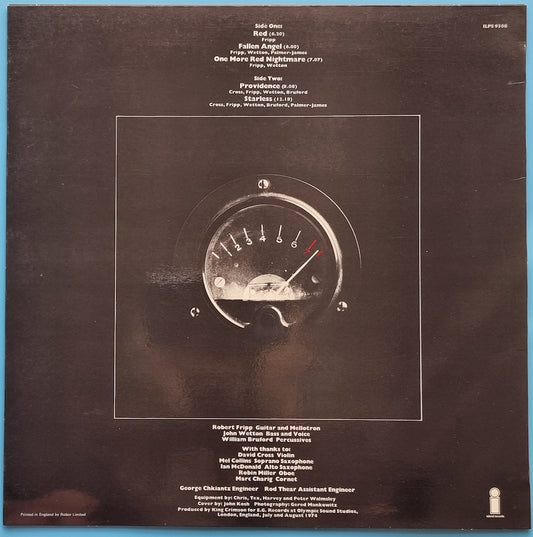 Side One:
ILPS 9308
Red (6.20)
Fripp
Fallen Angel (6.00)
Fripp, Wetton, Palmer-James
One More Red Nightmare (7.07)
Fripp, Wetton
Side Two:
Providence (8.08)
Cross, Fripp, Wetton, Bruford
Starless (12.18)
Cross, Fripp, Wetton, Bruford, Palmer-James
2 3 4 5 6
Robert Fripp Guitar and Mellotron
John Wetton Bass and Voice
William Bruford Percussives
With thanks to:
David Cross Violin
Mel Collins Soprano Saxophone
Ian McDonald Alto Saxophone
Robin Miller Oboe
Marc Charig Cornet
George Chkiantz Engineer Rod Thear Assistant Engineer
Equipment by: Chris, Tex, Harvey and Peter Walmsley
Cover by: John Kosh Photography: Gered Mankowitz
Produced by King Crimson for E.G. Records at Olympic Sound Studios,
London, England, July and August 1974
Printed in England by Robor Limited
island records